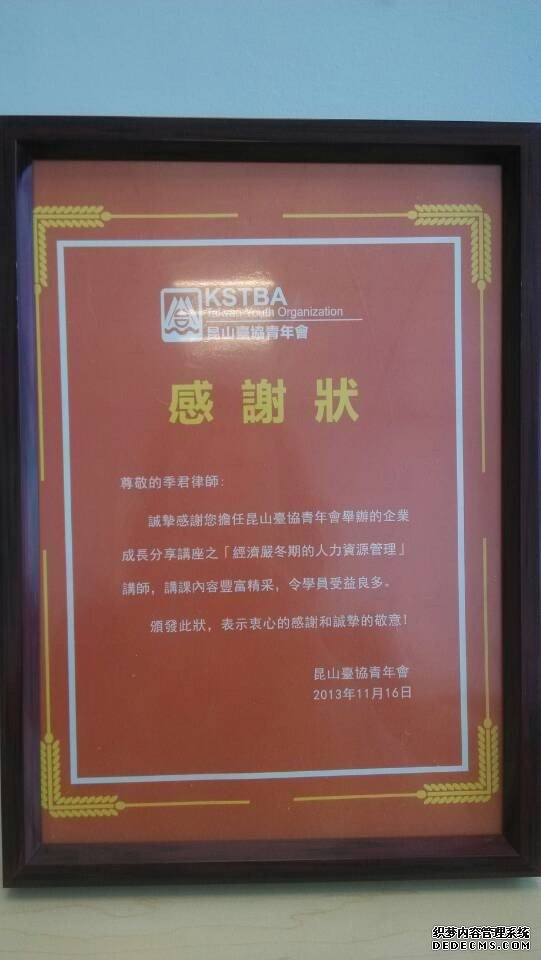 KSTBA
Taiwan Youth Organization
昆山臺協青年會
感謝狀
尊敬的季君律師:
誠摯感謝您擔任昆山臺協青年會舉辦的企業
成長分享講座之「經濟嚴冬期的人力資源管理」
講師，講課內容豐富精采，令學員受益良多。
頒發此狀，表示衷心的感謝和誠摯的敬意!
昆山臺協青年會
2013年11月16日
织梦内容管理系统
DEDECMS.COM